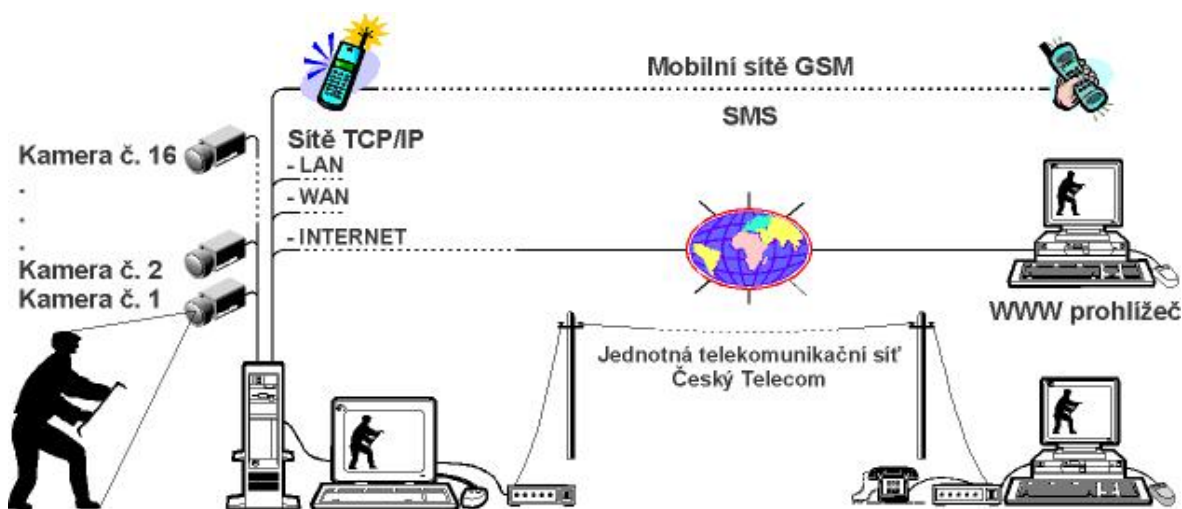 Mobilní sítě GSM
SMS
Sítě TCP/IP
- LAN
- WAN
- INTERNET
Kamera č. 16
.
.
.
Kamera č. 2
Kamera č. 1
WWW prohlížeč
Jednotná telekomunikační síť
Český Telecom